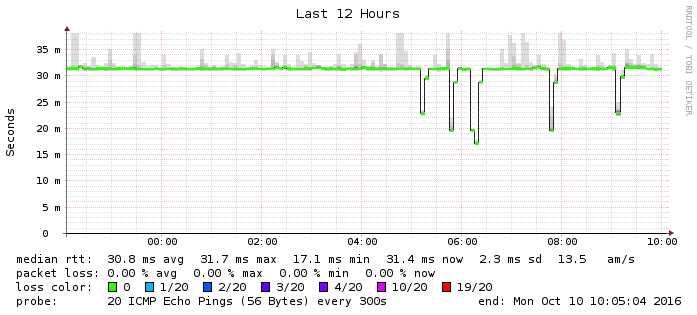 Last 12 Hours
RRDTOOL / TOBI OETIKER
Seconds
35 m
30 m
25 m
20 m
15 m
10 m
5 m
0
00:00 02:00 04:00 06:00 08:00 10:00
median rtt: 30.8 ms avg 31.7 ms max 17.1 ms min 31.4 ms now 2.3 ms sd 13.5 am/s
packet loss: 0.00 % avg 0.00 % max 0.00 % min 0.00 % now
loss color: 0 1/20 2/20 3/20 4/20 10/20 19/20
probe: 20 ICMP Echo Pings (56 Bytes) every 300s end: Mon Oct 10 10:05:04 2016